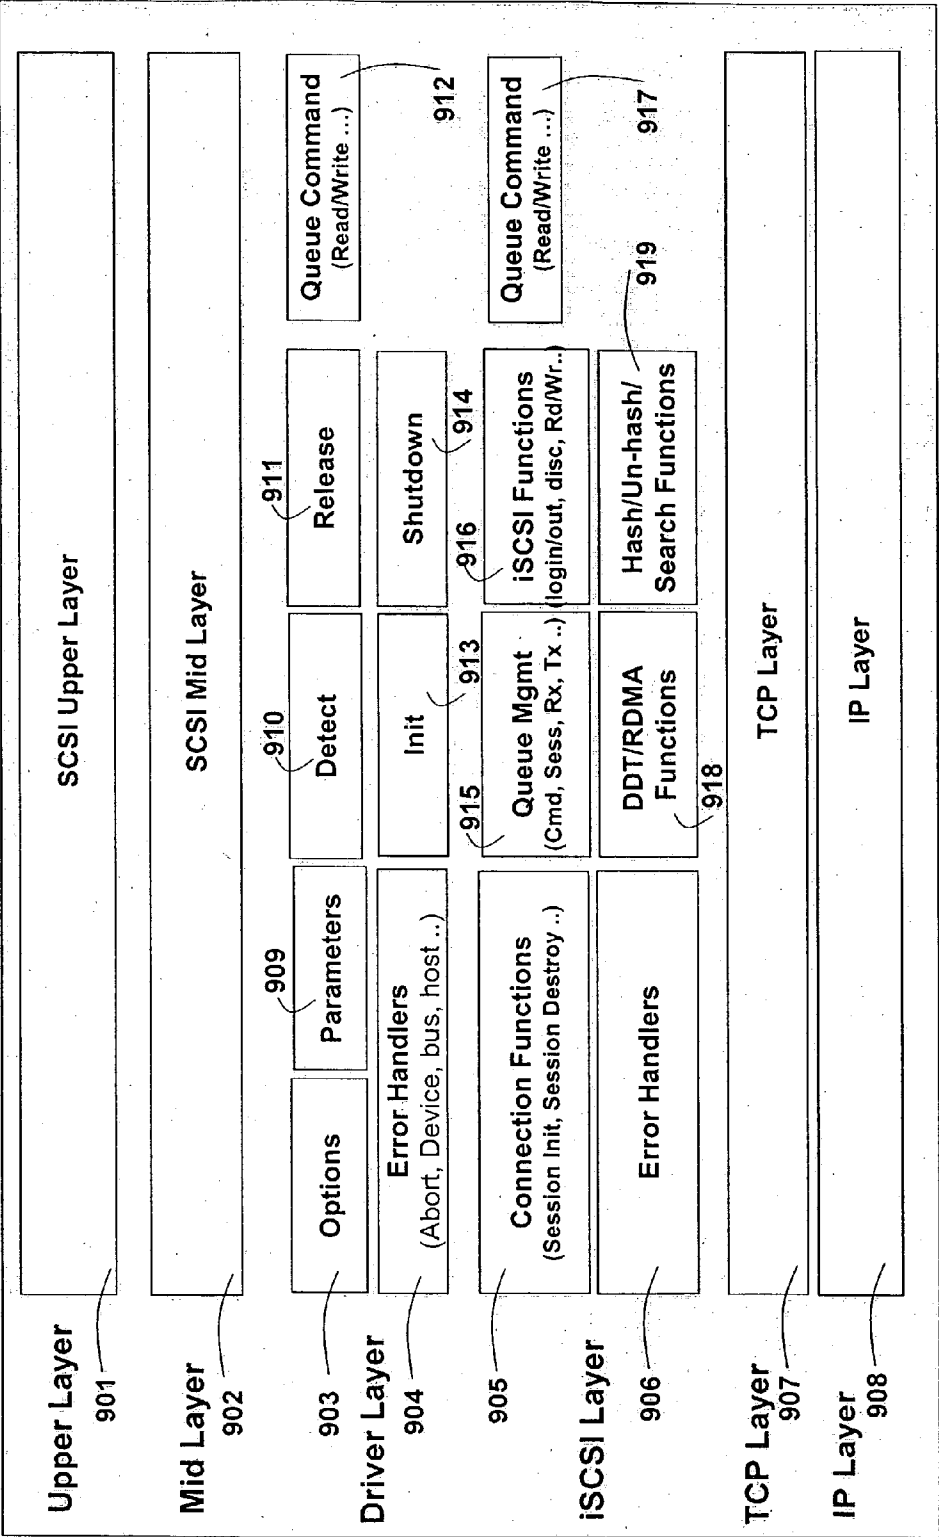 Upper Layer
901
SCSI Upper Layer
Mid Layer
902
SCSI Mid Layer
Driver Layer
903
Options
909
Parameters
910
Detect
911
Release
Queue Command
(Read/Write ...)
912
904
Error Handlers
(Abort, Device, bus, host ..)
Init
913
Shutdown
914
iSCSI Layer
905
Connection Functions
(Session Init, Session Destroy ..)
915
Queue Mgmt
(Cmd, Sess, Rx, Tx ..)
916
iSCSI Functions
(login/out, disc, Rd/Wr..)
Queue Command
(Read/Write ...)
917
906
Error Handlers
DDT/RDMA
Functions
918
Hash/Un-hash/
Search Functions
919
TCP Layer
907
TCP Layer
IP Layer
908
IP Layer